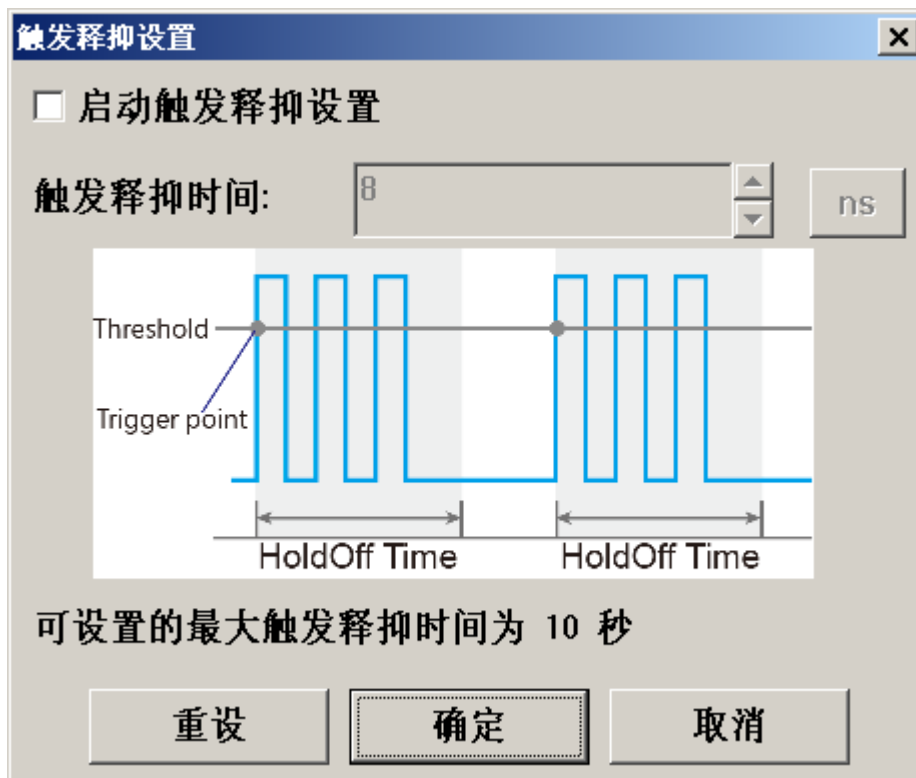 触发释抑设置
启动触发释抑设置
触发释抑时间: 8 ns
Threshold
Trigger point
HoldOff Time HoldOff Time
可设置的最大触发释抑时间为 10 秒
重设 确定 取消